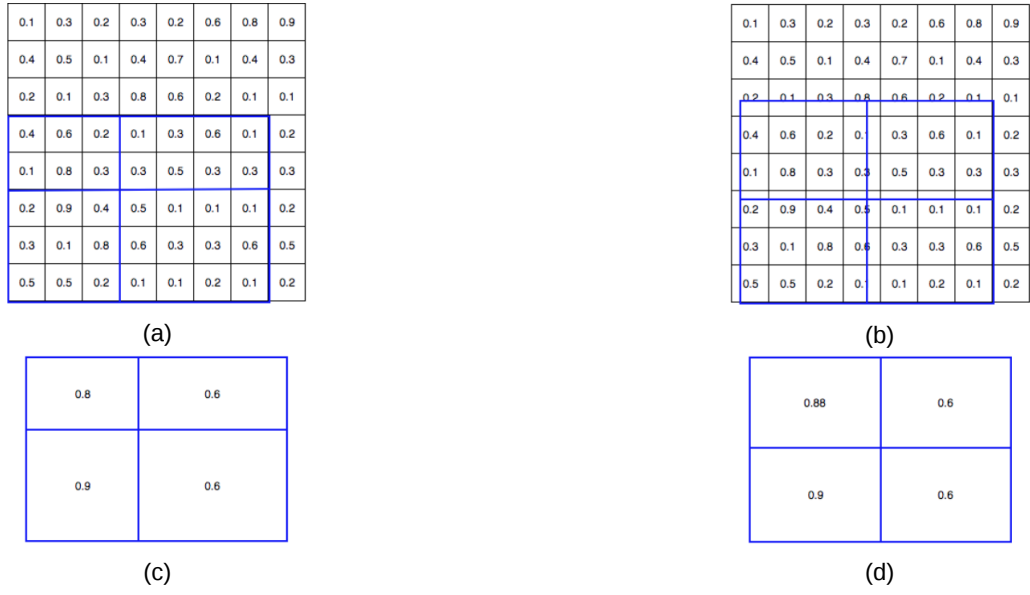 0.1 0.3 0.2 0.3 0.2 0.6 0.8 0.9
0.4 0.5 0.1 0.4 0.7 0.1 0.4 0.3
0.2 0.1 0.3 0.8 0.6 0.2 0.1 0.1
0.4 0.6 0.2 0.1 0.3 0.6 0.1 0.2
0.1 0.8 0.3 0.3 0.5 0.3 0.3 0.3
0.2 0.9 0.4 0.5 0.1 0.1 0.1 0.2
0.3 0.1 0.8 0.6 0.3 0.3 0.6 0.5
0.5 0.5 0.2 0.1 0.1 0.2 0.1 0.2
(a)
0.1 0.3 0.2 0.3 0.2 0.6 0.8 0.9
0.4 0.5 0.1 0.4 0.7 0.1 0.4 0.3
0.2 0.1 0.3 0.8 0.6 0.2 0.1 0.1
0.4 0.6 0.2 0.1 0.3 0.6 0.1 0.2
0.1 0.8 0.3 0.3 0.5 0.3 0.3 0.3
0.2 0.9 0.4 0.5 0.1 0.1 0.1 0.2
0.3 0.1 0.8 0.6 0.3 0.3 0.6 0.5
0.5 0.5 0.2 0.1 0.1 0.2 0.1 0.2
(b)
0.8 0.6
0.9 0.6
(c)
0.88 0.6
0.9 0.6
(d)